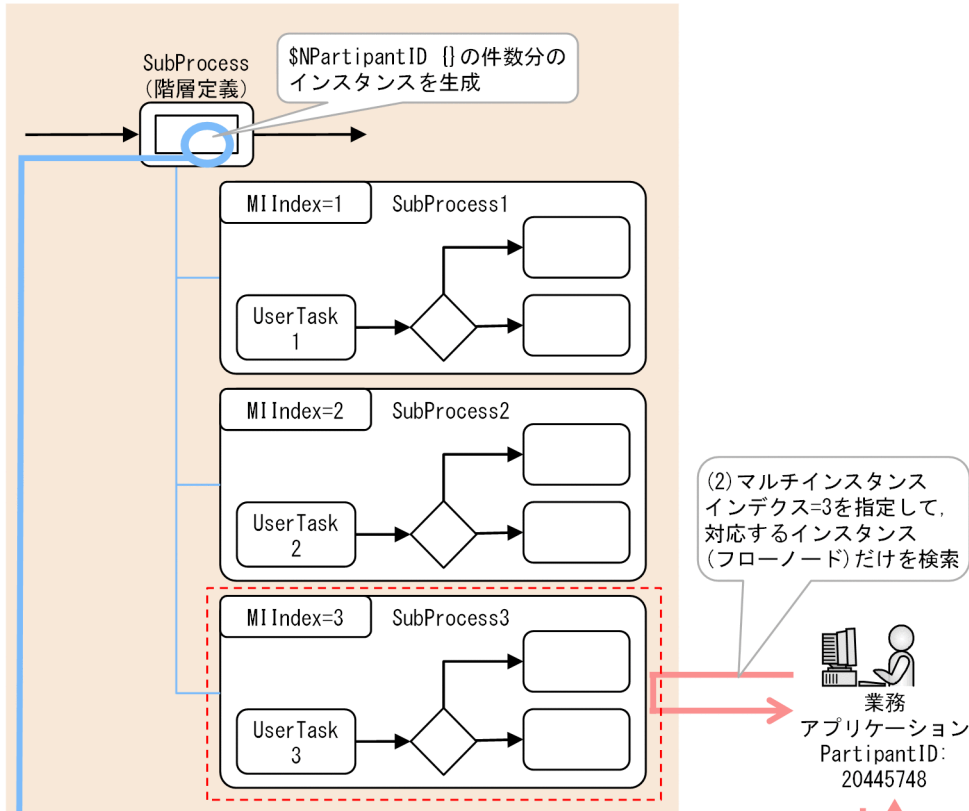 SubProcess
(階層定義)
$NPartipantID {}の件数分の
インスタンスを生成
MIIndex=1
SubProcess1
UserTask
1
MIIndex=2
SubProcess2
UserTask
2
(2)マルチインスタンス
インデクス=3を指定して,
対応するインスタンス
(フローノード)だけを検索
MIIndex=3
SubProcess3
UserTask
3
業務
アプリケーション
PartipantID:
20445748